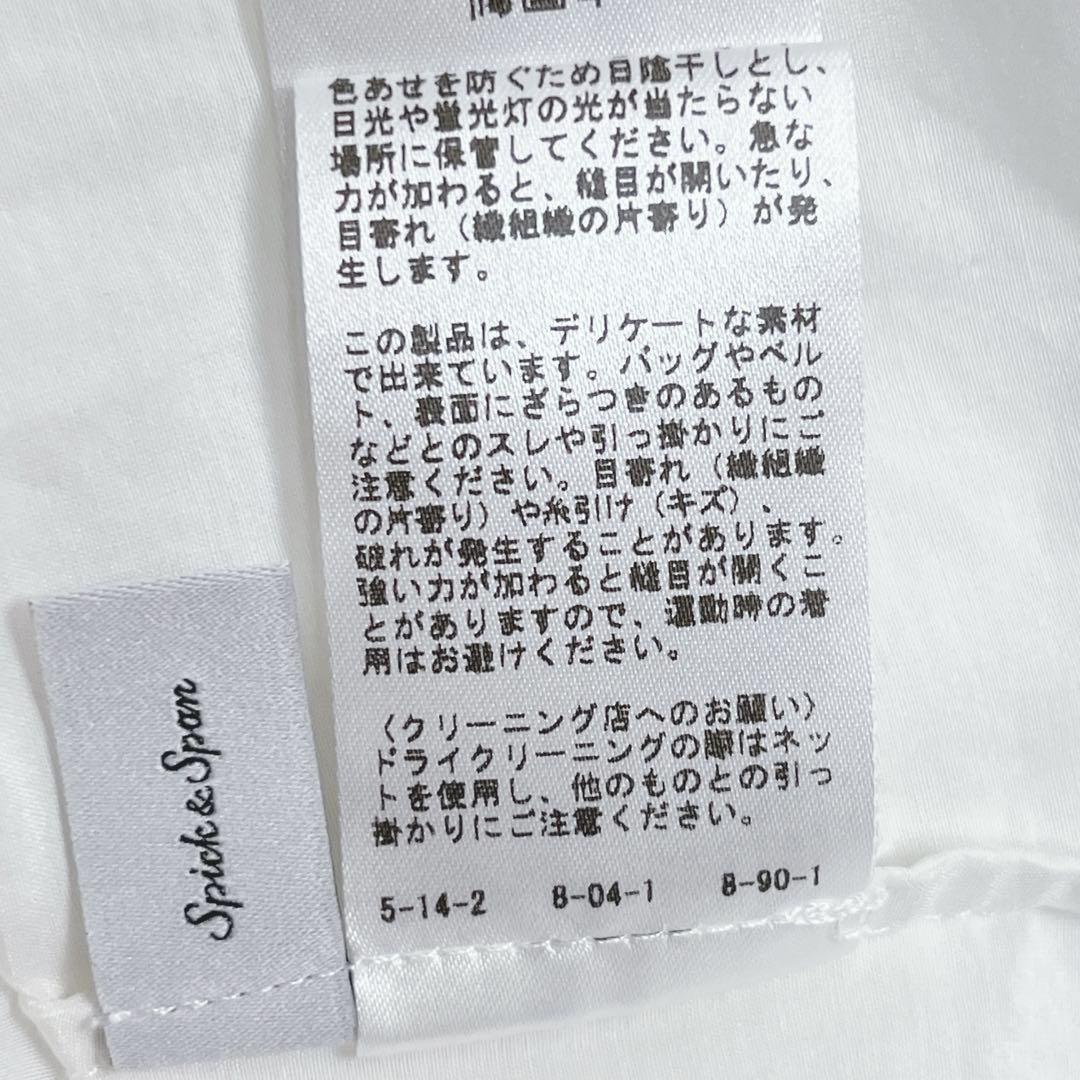 色あせを防ぐため日陰干しとし、
日光や蛍光灯の光が当たらない
場所に保管してください。急な
力が加わると、縫目が開いたり、
目寄れ（繊組織の片寄り）が発
生します。
この製品は、デリケートな素材
で出来ています。バッグやベル
ト、表面にざらつきのあるもの
などとのスレや引っ掛かりにご
注意ください。目寄れ（繊組織
の片寄り）や糸引け（キズ）、
破れが発生することがあります。
強い力が加わると縫目が開くこ
とがありますので、運動時の着
用はお避けください。
〈クリーニング店へのお願い〉
ドライクリーニングの際はネッ
トを使用し、他のものとの引っ
掛かりにご注意ください。
5-14-2 8-04-1 8-90-1
Spick & Span